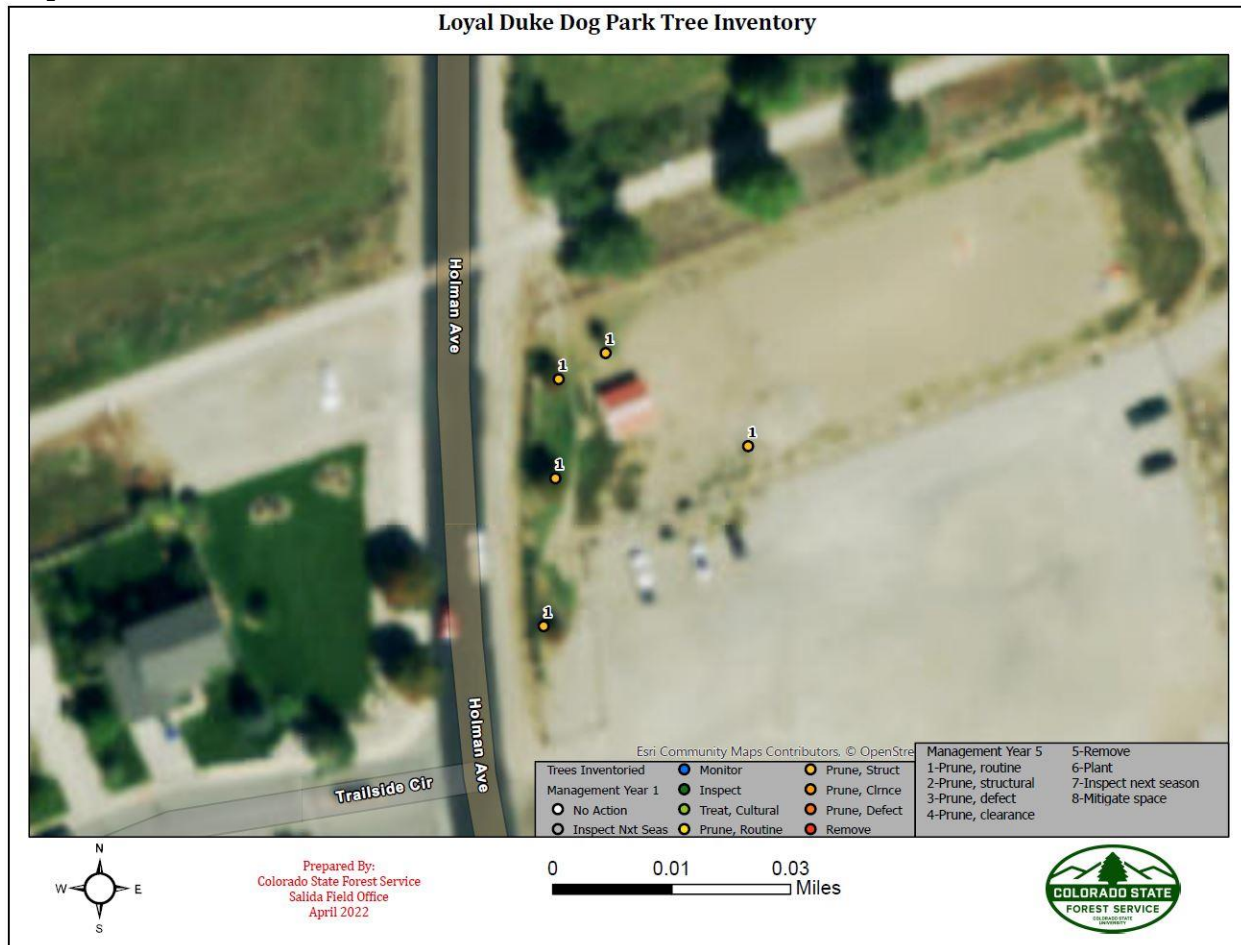 Loyal Duke Dog Park Tree Inventory
Holman Ave
1
1
1
1
1
Holman Ave
Trailside Cir
Esri Community Maps Contributors, © OpenStre
Trees Inventoried
Management Year 1
No Action
Inspect Nxt Seas
Monitor
Inspect
Treat, Cultural
Prune, Routine
Prune, Struct
Prune, Clrnce
Prune, Defect
Remove
Management Year 5
1-Prune, routine
2-Prune, structural
3-Prune, defect
4-Prune, clearance
5-Remove
6-Plant
7-Inspect next season
8-Mitigate space
N
W
E
S
Prepared By:
Colorado State Forest Service
Salida Field Office
April 2022
0
0.01
0.03
Miles
COLORADO STATE
FOREST SERVICE
COLORADO STATE
UNIVERSITY